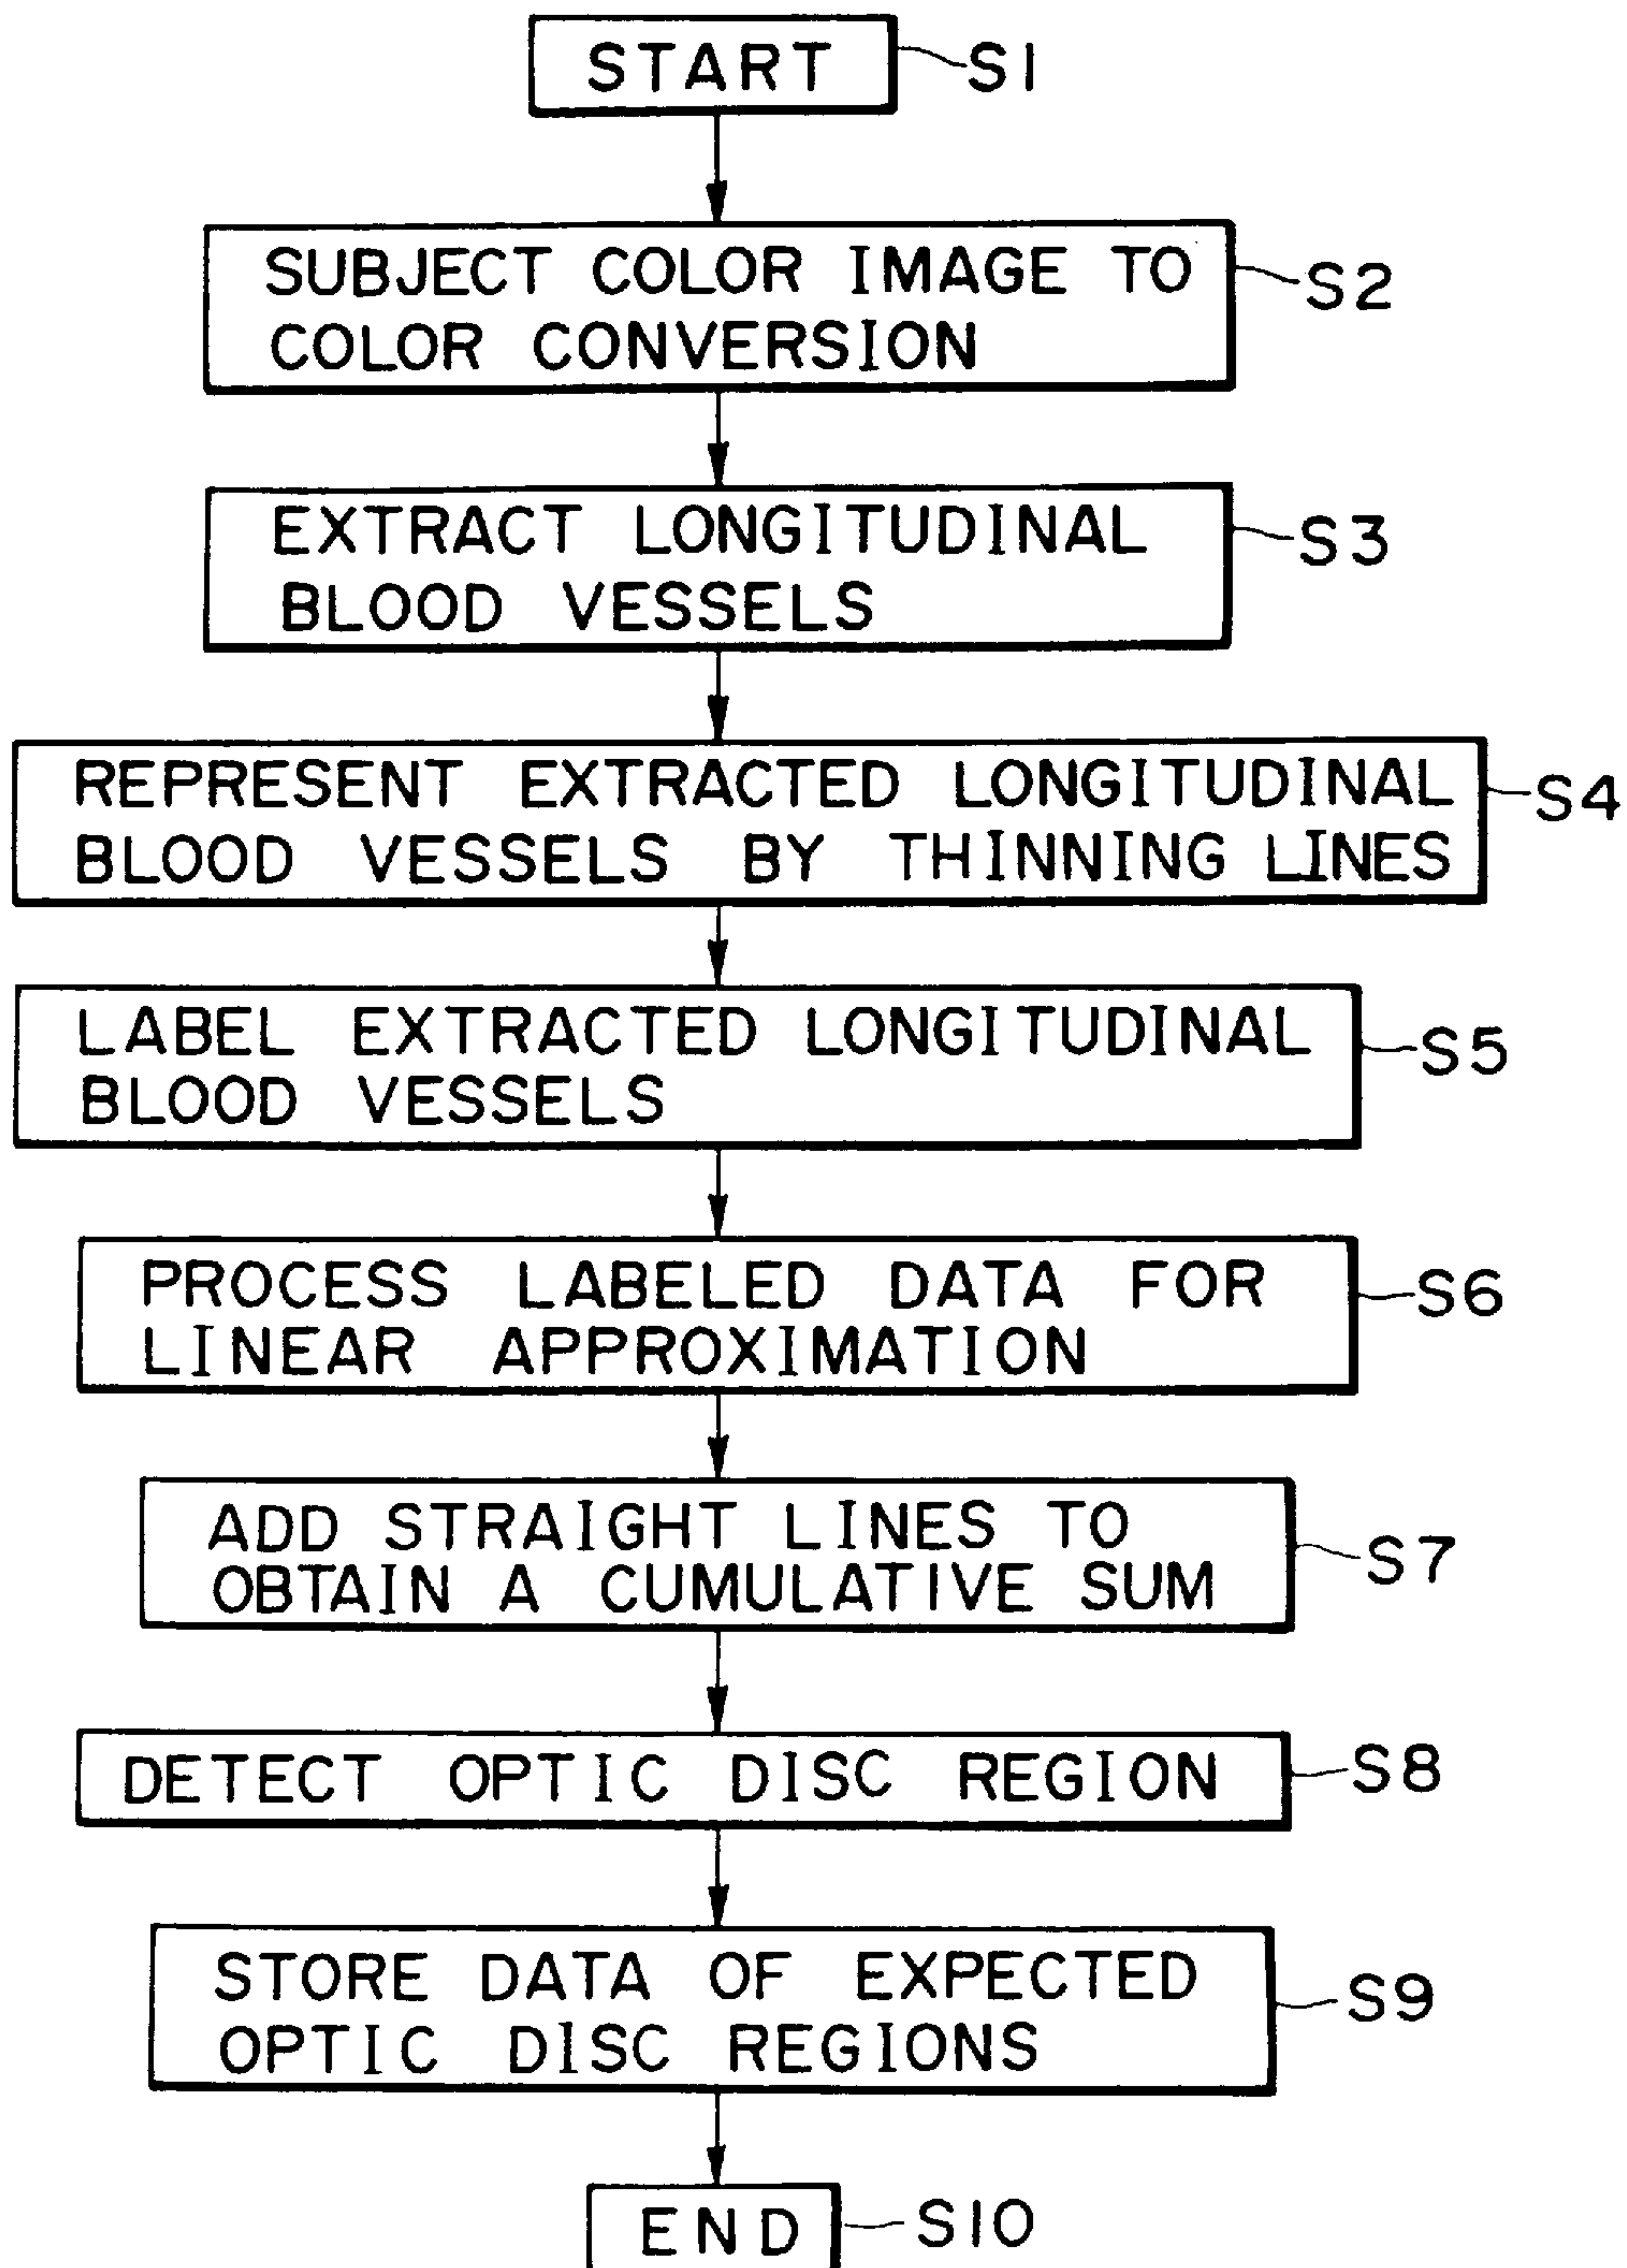 START S1
SUBJECT COLOR IMAGE TO S2
COLOR CONVERSION
EXTRACT LONGITUDINAL S3
BLOOD VESSELS
REPRESENT EXTRACTED LONGITUDINAL S4
BLOOD VESSELS BY THINNING LINES
LABEL EXTRACTED LONGITUDINAL S5
BLOOD VESSELS
PROCESS LABELED DATA FOR S6
LINEAR APPROXIMATION
ADD STRAIGHT LINES TO S7
OBTAIN A CUMULATIVE SUM
DETECT OPTIC DISC REGION S8
STORE DATA OF EXPECTED S9
OPTIC DISC REGIONS
END S10